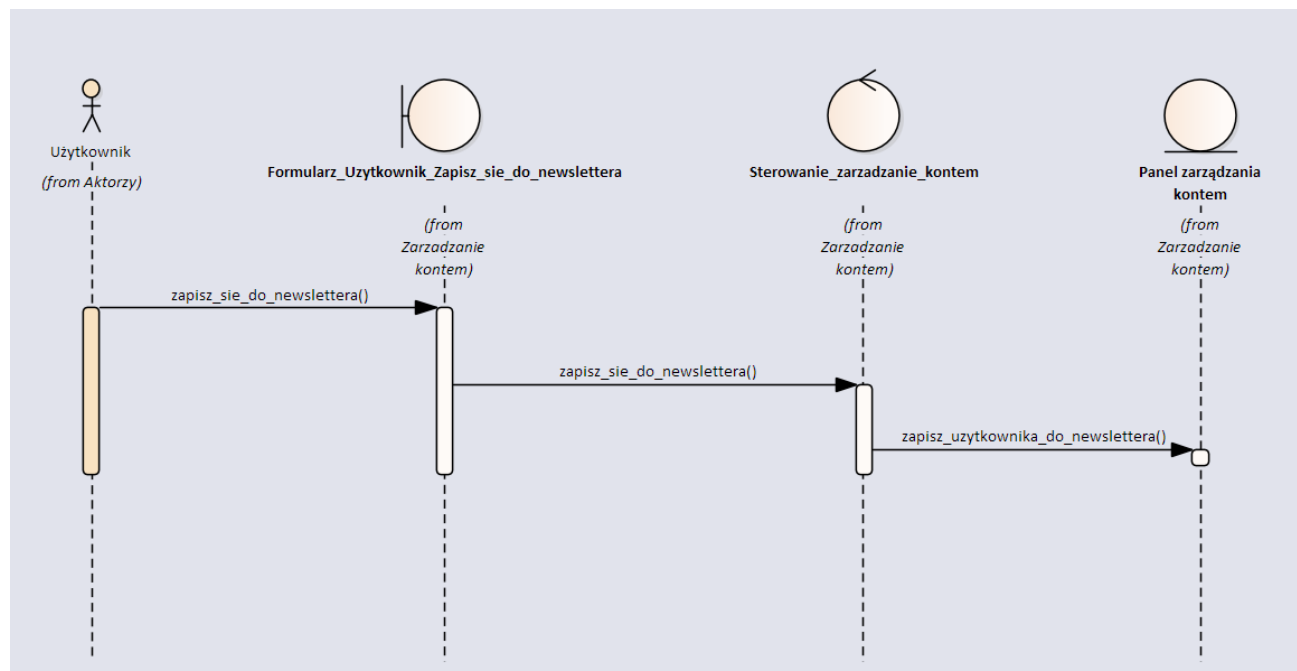 Użytkownik
(from Aktorzy)
Formularz_Uzytkownik_Zapisz_sie_do_newslettera
(from
Zarzadzanie
kontem)
Sterowanie_zarzadzanie_kontem
(from
Zarzadzanie
kontem)
Panel zarządzania
kontem
(from
Zarzadzanie
kontem)
zapisz_sie_do_newslettera()
zapisz_sie_do_newslettera()
zapisz_uzytkownika_do_newslettera()